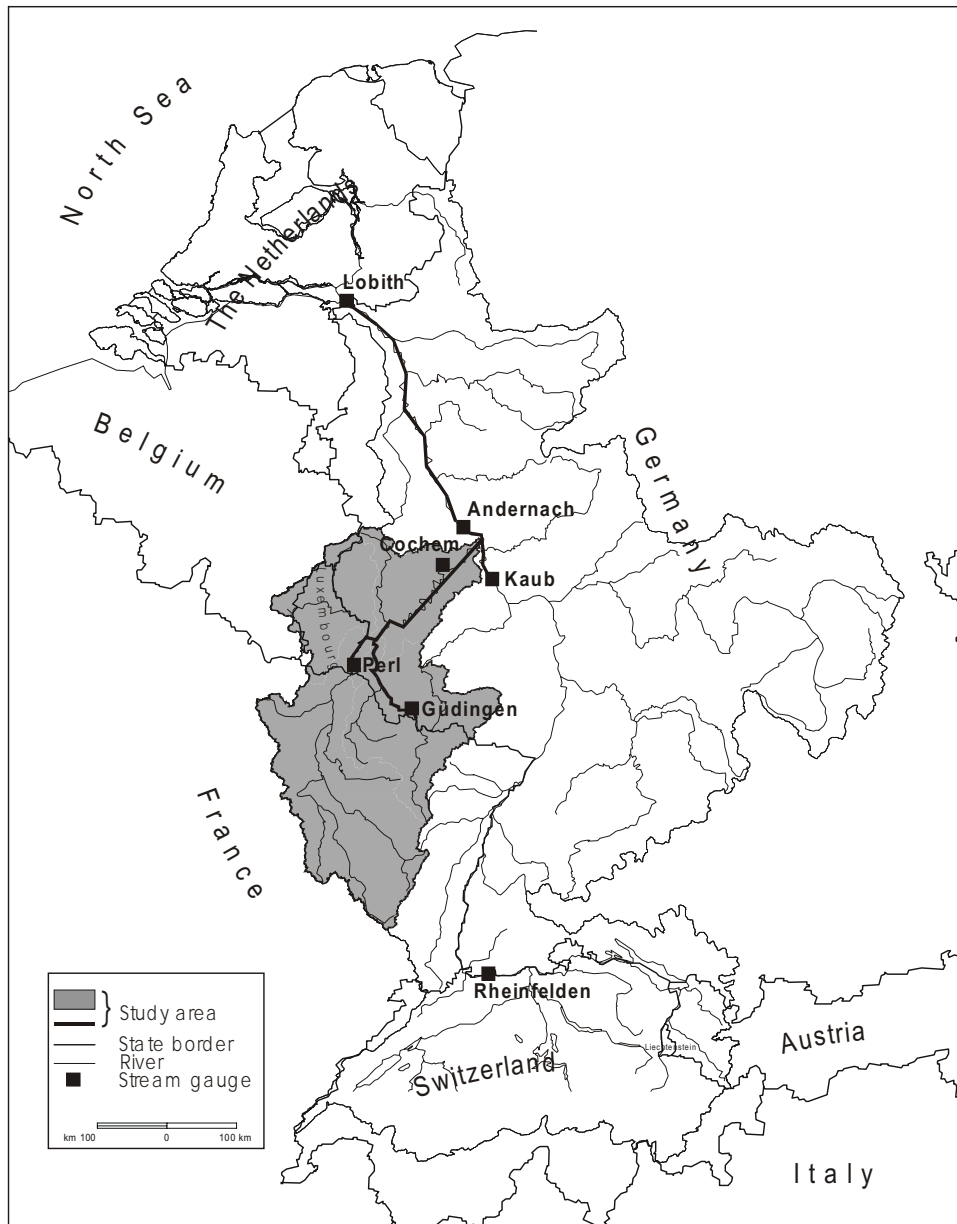 North Sea
The Netherlands
Lobith
Belgium
Germany
Andernach
Cochem
Kaub
Luxembourg
Perl
Güdingen
France
Rheinfelden
Liechtenstein
Austria
Switzerland
Italy
} Study area
State border
River
Stream gauge
km 100 0 100 km